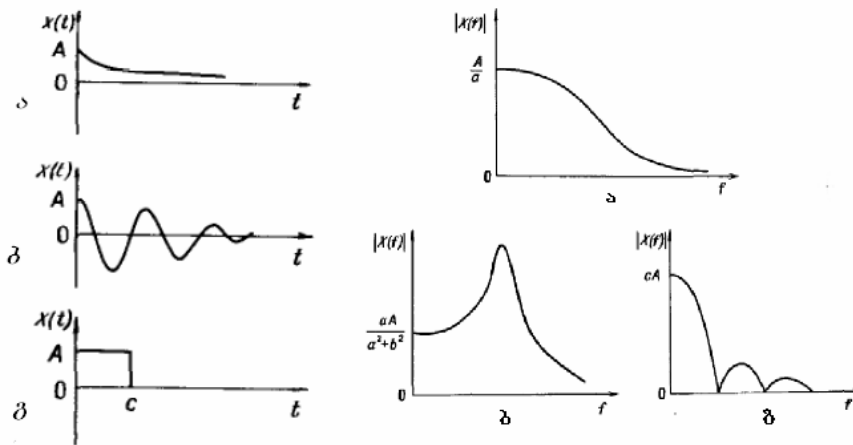 x(t)
A
0
t
ა
x(t)
A
0
t
ბ
x(t)
A
0
c
t
გ
|X(f)|
A/a
0
f
ა
|X(f)|
aA/a²+b²
0
f
ბ
|X(f)|
cA
0
f
გ